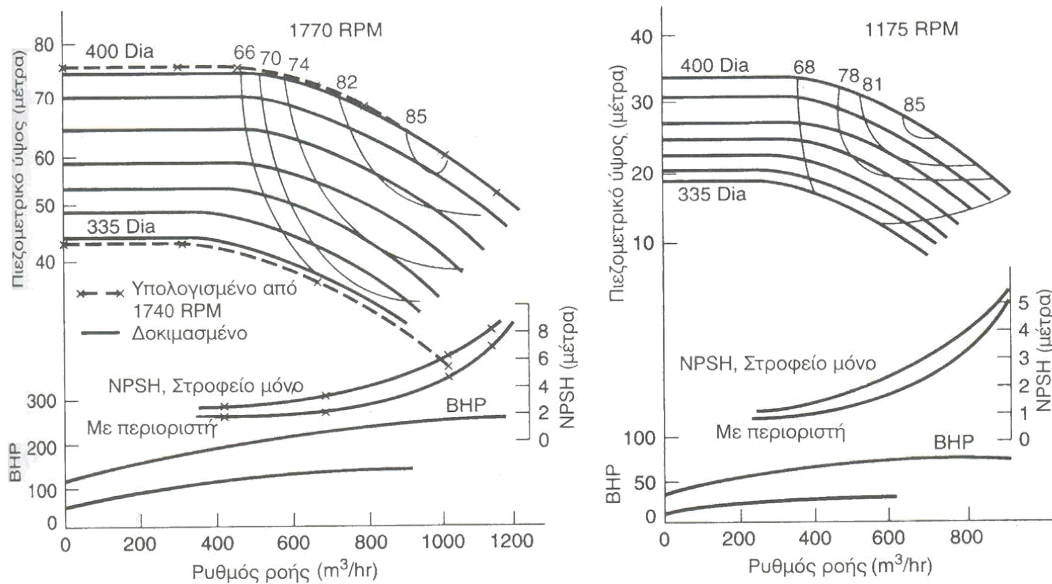 1770 RPM
80
70
60
50
40
Πιεζομετρικό ύψος (μέτρα)
400 Dia
66 70 74
82
85
335 Dia
Υπολογισμένο από
1740 RPM
Δοκιμασμένο
NPSH, Στροφείο μόνο
Με περιοριστή
8
6
4
2
0
NPSH (μέτρα)
BHP
300
200
100
0
BHP
0 200 400 600 800 1000 1200
Ρυθμός ροής (m³/hr)
1175 RPM
40
30
20
10
Πιεζομετρικό ύψος (μέτρα)
400 Dia
68
78
81
85
335 Dia
NPSH, Στροφείο μόνο
Με περιοριστή
5
4
3
2
1
0
NPSH (μέτρα)
BHP
100
50
0
BHP
0 200 400 600 800
Ρυθμός ροής (m³/hr)